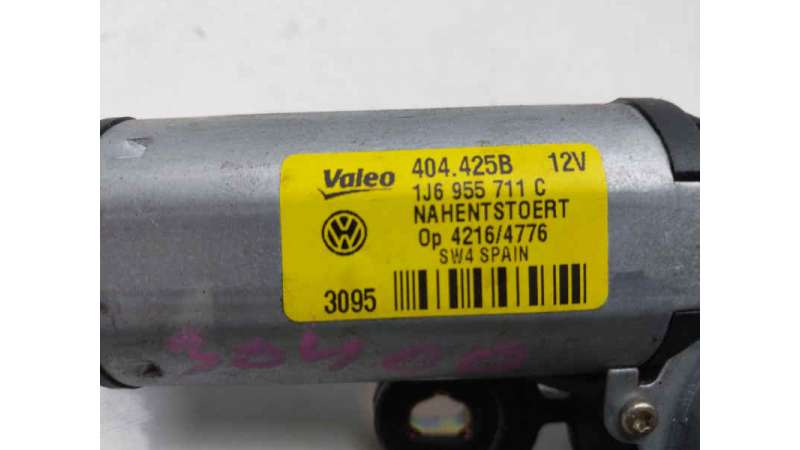 Valeo 404.425B 12V
1J6 955 711 C
NAHENTSTOERT
Op 4216/4776
SW4 SPAIN
3095